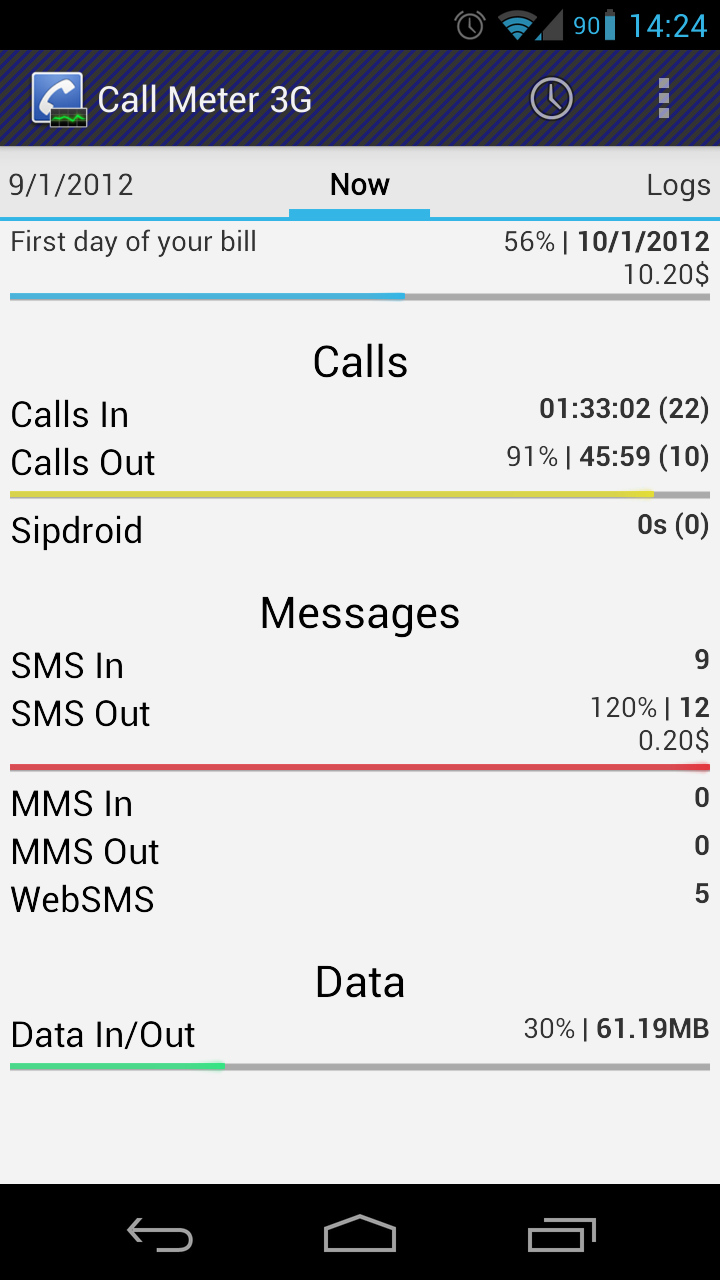 90 14:24
Call Meter 3G
9/1/2012 Now Logs
First day of your bill 56% | 10/1/2012
10.20$
Calls
Calls In 01:33:02 (22)
Calls Out 91% | 45:59 (10)
Sipdroid 0s (0)
Messages
SMS In 9
SMS Out 120% | 12
0.20$
MMS In 0
MMS Out 0
WebSMS 5
Data
Data In/Out 30% | 61.19MB